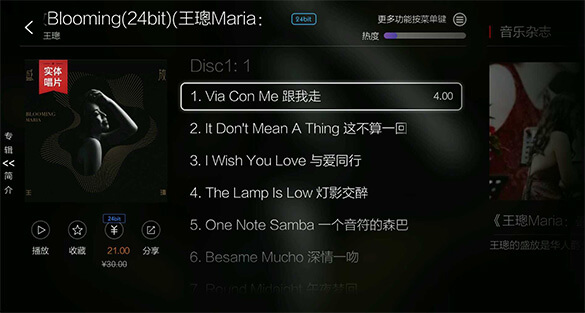 Blooming(24bit)(王璁Maria:
24bit
更多功能按菜单键
王璁
热度
音乐杂志
实体
唱片
BLOOMING
MARIA
王
璁
专
辑
<<
简
介
Disc1: 1
1. Via Con Me 跟我走
4.00
2. It Don't Mean A Thing 这不算一回
3. I Wish You Love 与爱同行
4. The Lamp Is Low 灯影交醉
5. One Note Samba 一个音符的森巴
6. Besame Mucho 深情一吻
7. Round Midnight 午夜梦回
24bit
¥
播放
收藏
21.00
分享
¥30.00
《王璁Maria:
王璁的盛放是华人